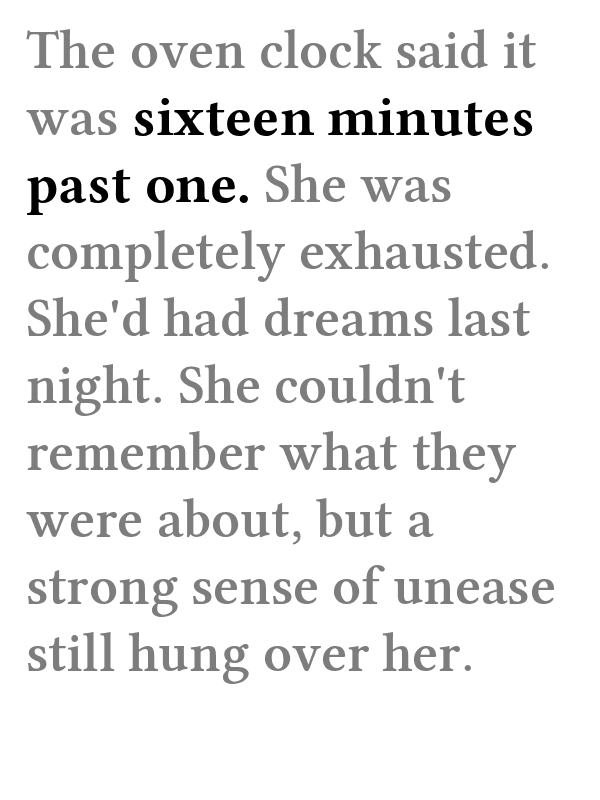 The oven clock said it
was sixteen minutes
past one. She was
completely exhausted.
She'd had dreams last
night. She couldn't
remember what they
were about, but a
strong sense of unease
still hung over her.